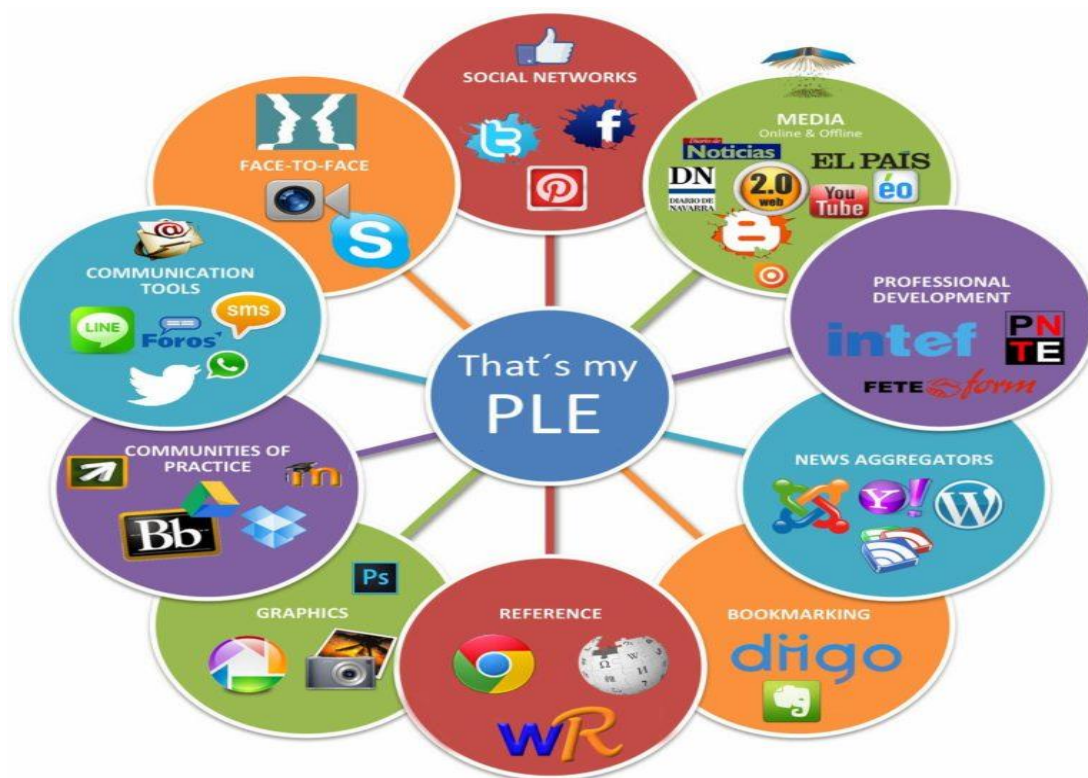 SOCIAL NETWORKS
t
f
MEDIA
Online & Offline
Diario de
Noticias
EL PAÍS
DN
DIARIO DE
NAVARRA
2.0
web
You
Tube
éo
PROFESSIONAL
DEVELOPMENT
intef
PN
TE
FETE form
NEWS AGGREGATORS
Y!
W
BOOKMARKING
diigo
REFERENCE
WR
GRAPHICS
Ps
COMMUNITIES OF
PRACTICE
m
Bb
COMMUNICATION
TOOLS
@
LINE
Foros
sms
FACE-TO-FACE
S
That´s my
PLE